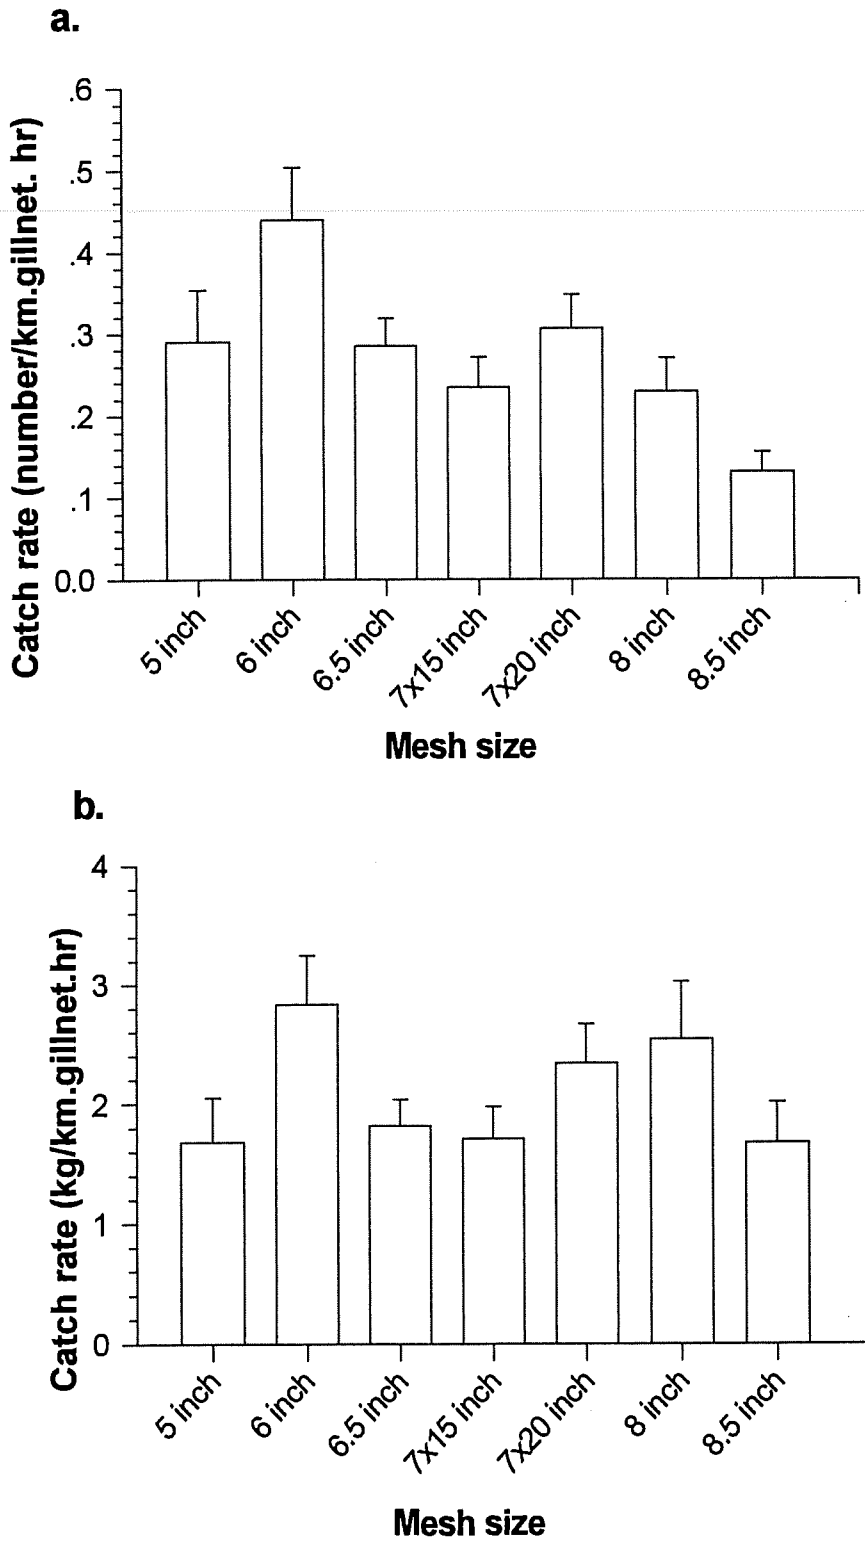 a.
Catch rate (number/km.gillnet. hr)
.6
.5
.4
.3
.2
.1
0.0
5 inch
6 inch
6.5 inch
7x15 inch
7x20 inch
8 inch
8.5 inch
Mesh size
b.
Catch rate (kg/km.gillnet.hr)
4
3
2
1
0
5 inch
6 inch
6.5 inch
7x15 inch
7x20 inch
8 inch
8.5 inch
Mesh size